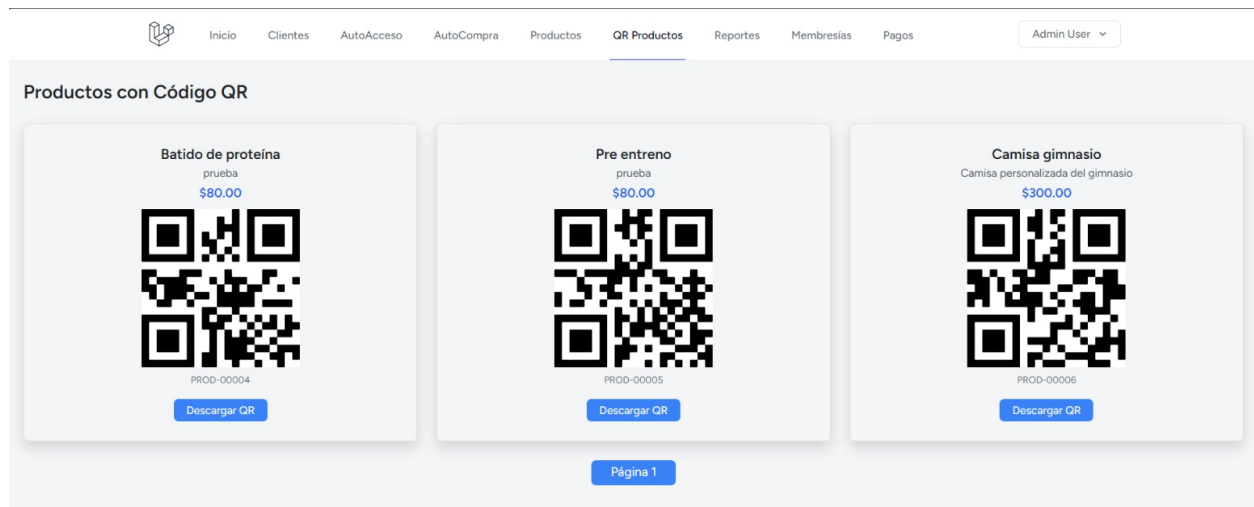 Inicio Clientes AutoAcceso AutoCompra Productos QR Productos Reportes Membresías Pagos Admin User
Productos con Código QR
Batido de proteína
prueba
$80.00
PROD-00004
Descargar QR
Pre entreno
prueba
$80.00
PROD-00005
Descargar QR
Camisa gimnasio
Camisa personalizada del gimnasio
$300.00
PROD-00006
Descargar QR
Página 1